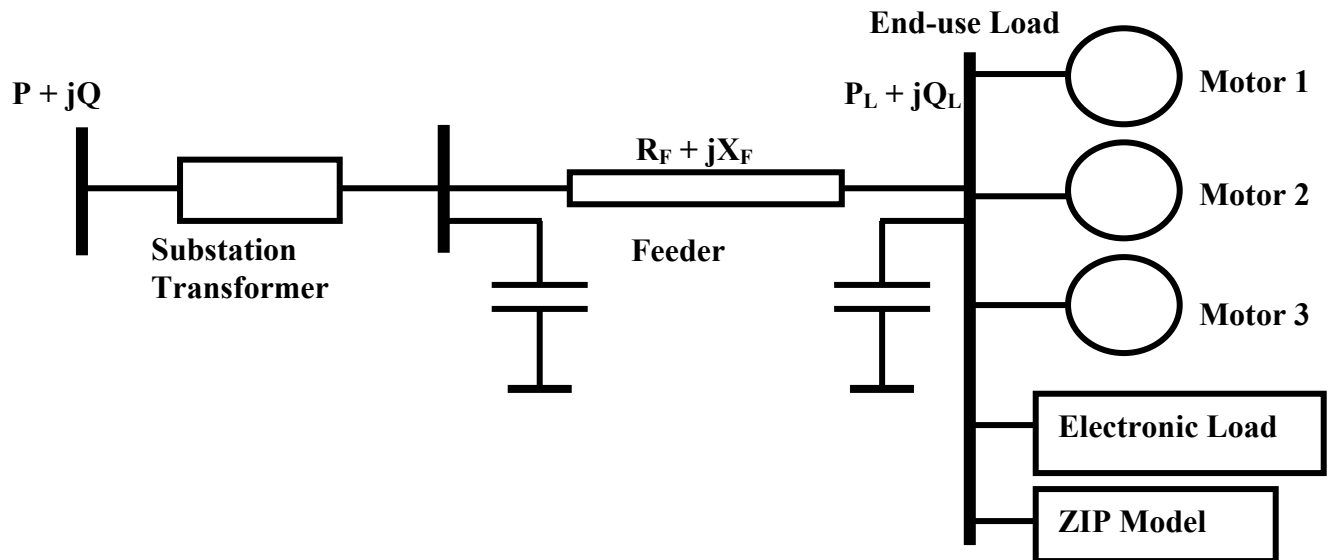 End-use Load
P + jQ
P_L + jQ_L
Motor 1
R_F + jX_F
Motor 2
Substation
Transformer
Feeder
Motor 3
Electronic Load
ZIP Model